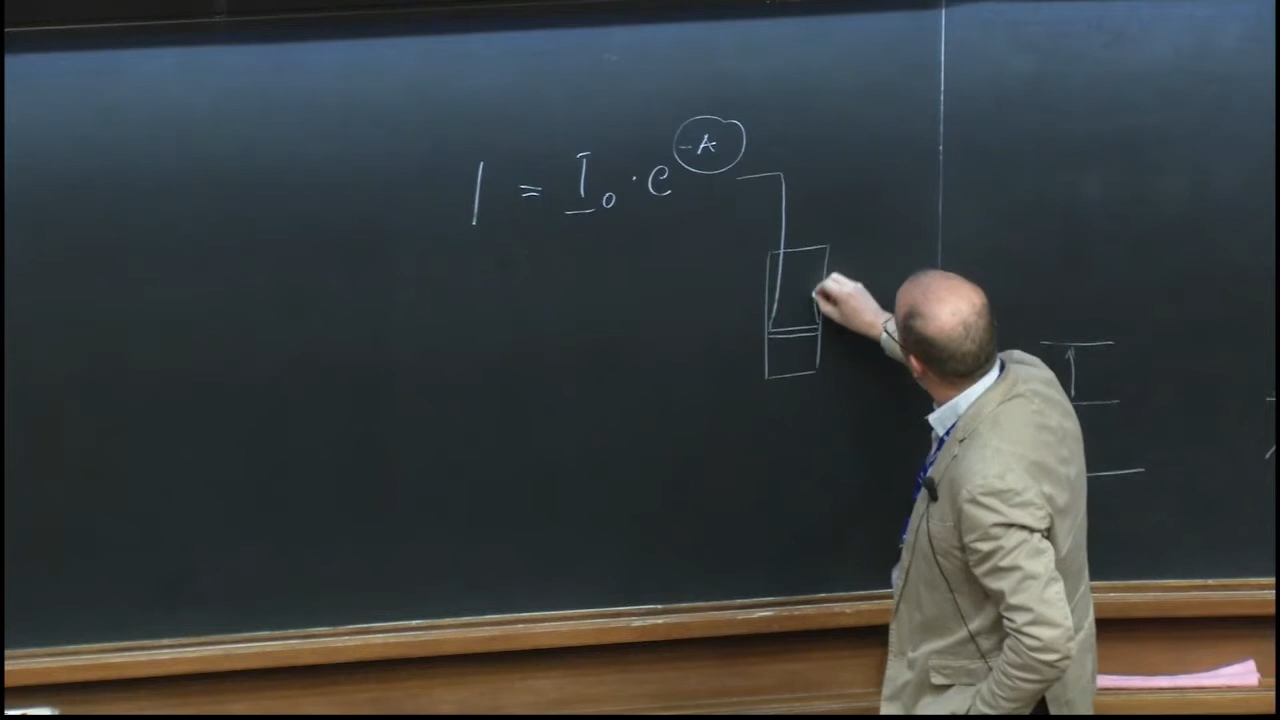 I = I₀ · e^{-A}